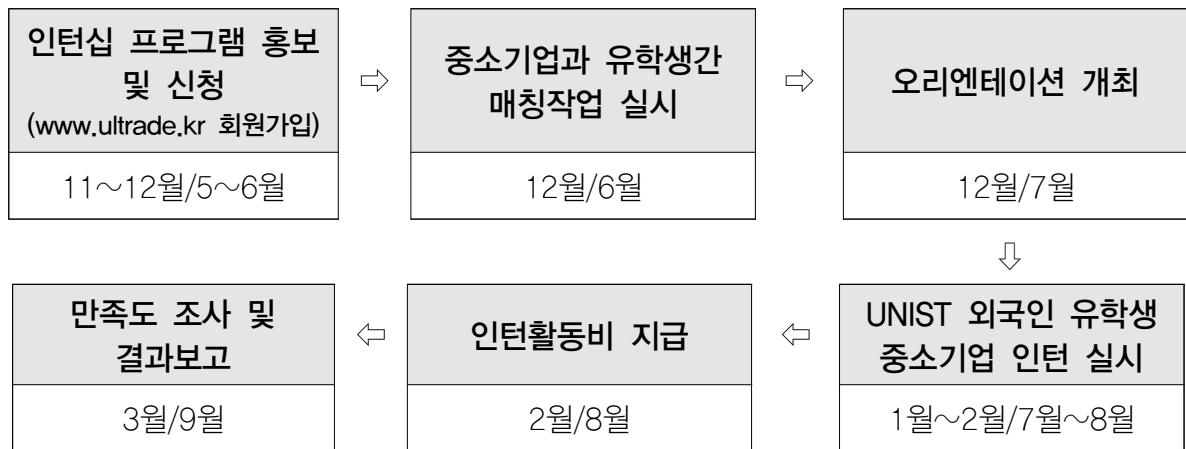 인턴십 프로그램 홍보
및 신청
(www.ultrade.kr 회원가입)
11~12월/5~6월
⇨
중소기업과 유학생간
매칭작업 실시
12월/6월
⇨
오리엔테이션 개최
12월/7월
⇩
UNIST 외국인 유학생
중소기업 인턴 실시
1월~2월/7월~8월
⇦
인턴활동비 지급
2월/8월
⇦
만족도 조사 및
결과보고
3월/9월